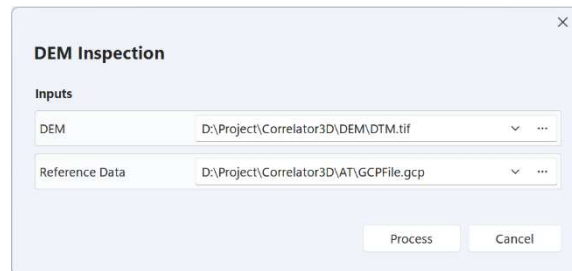 DEM Inspection
Inputs
DEM D:\Project\Correlator3D\DEM\DTM.tif
Reference Data D:\Project\Correlator3D\AT\GCPFile.gcp
Process Cancel